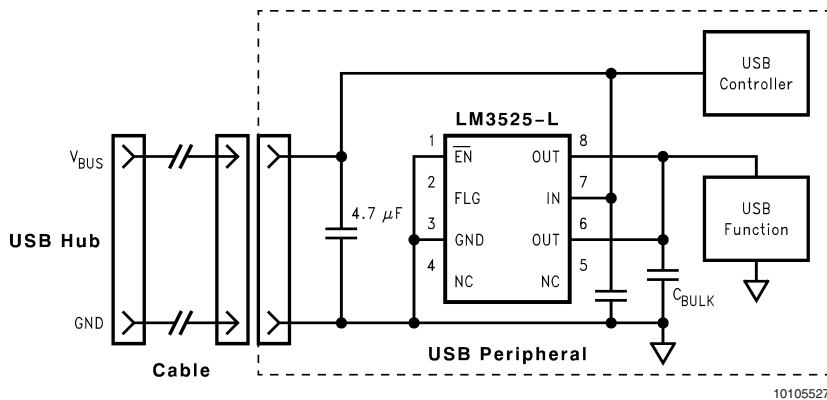 USB
Controller
LM3525-L
1
EN
OUT
8
V_BUS
2
FLG
IN
7
USB
Function
4.7 μF
3
GND
OUT
6
USB Hub
4
NC
NC
5
C_BULK
GND
USB Peripheral
Cable
10105527